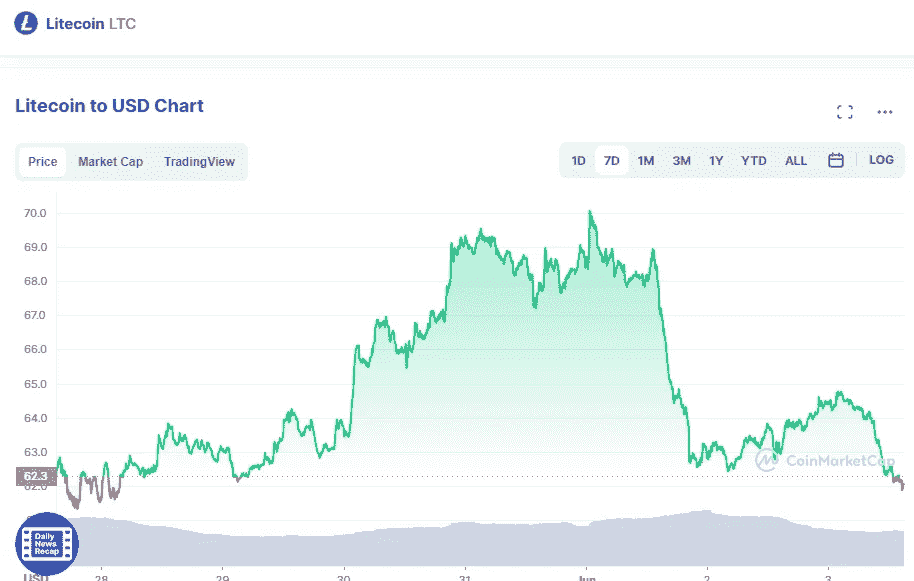 Litecoin LTC
Litecoin to USD Chart
Price Market Cap TradingView
1D 7D 1M 3M 1Y YTD ALL LOG
70.0
69.0
68.0
67.0
66.0
65.0
64.0
63.0
62.3
62.0
CoinMarketCap
Daily
News
Recap
USD 28 29 30 31 Jun 2 3